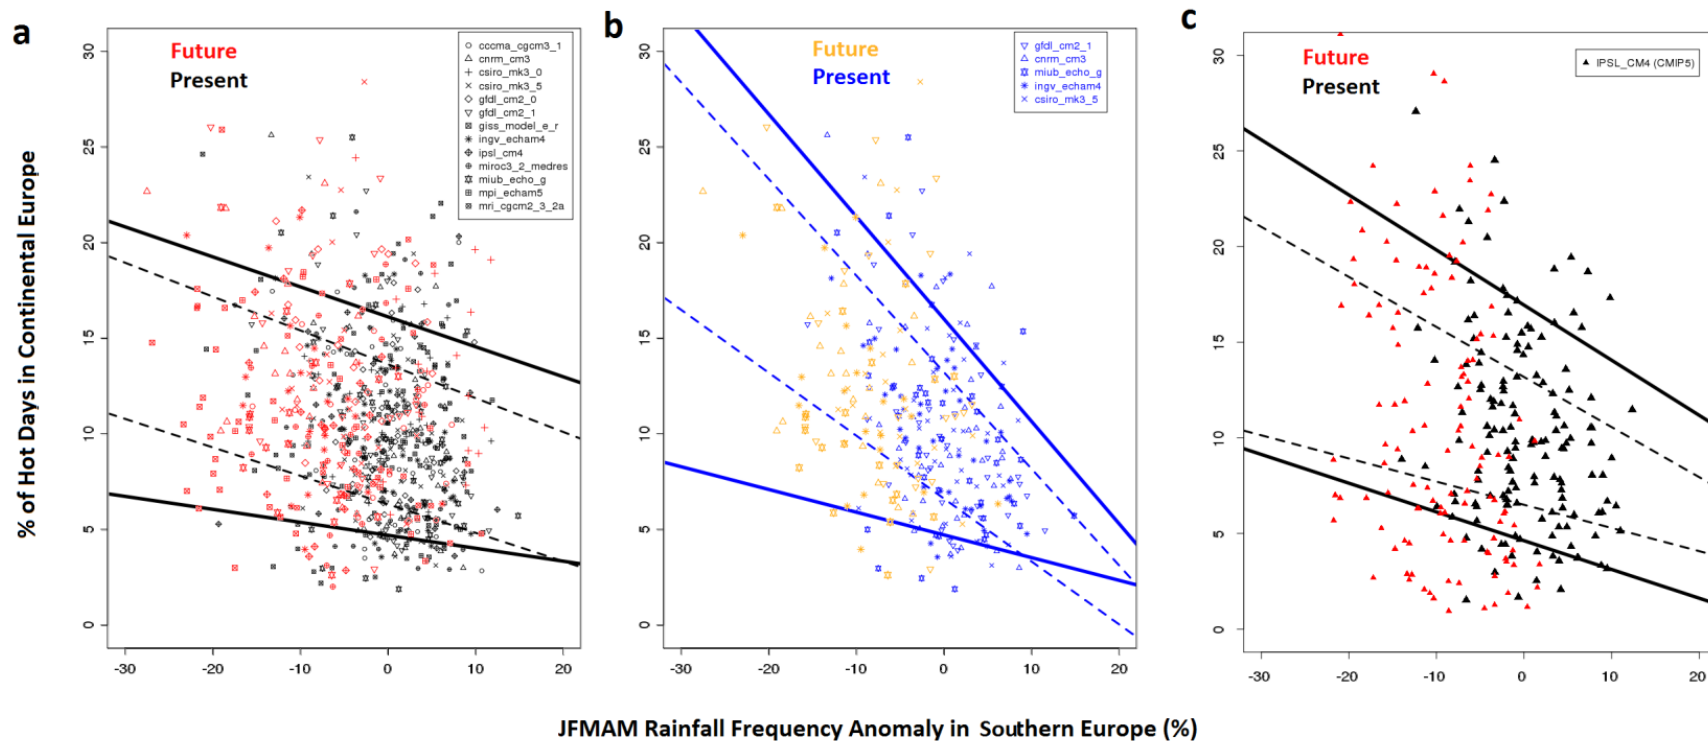 a
b
c
% of Hot Days in Continental Europe
30
25
20
15
10
5
0
-30
-20
-10
0
10
20
Future
Present
cccma_cgcm3_1
cnrm_cm3
csiro_mk3_0
csiro_mk3_5
gfdl_cm2_0
gfdl_cm2_1
giss_model_e_r
ingv_echam4
ipsl_cm4
miroc3_2_medres
miub_echo_g
mpi_echam5
mri_cgcm2_3_2a
30
25
20
15
10
5
0
-30
-20
-10
0
10
20
Future
Present
gfdl_cm2_1
cnrm_cm3
miub_echo_g
ingv_echam4
csiro_mk3_5
30
25
20
15
10
5
0
-30
-20
-10
0
10
20
Future
Present
IPSL_CM4 (CMIP5)
JFMAM Rainfall Frequency Anomaly in Southern Europe (%)